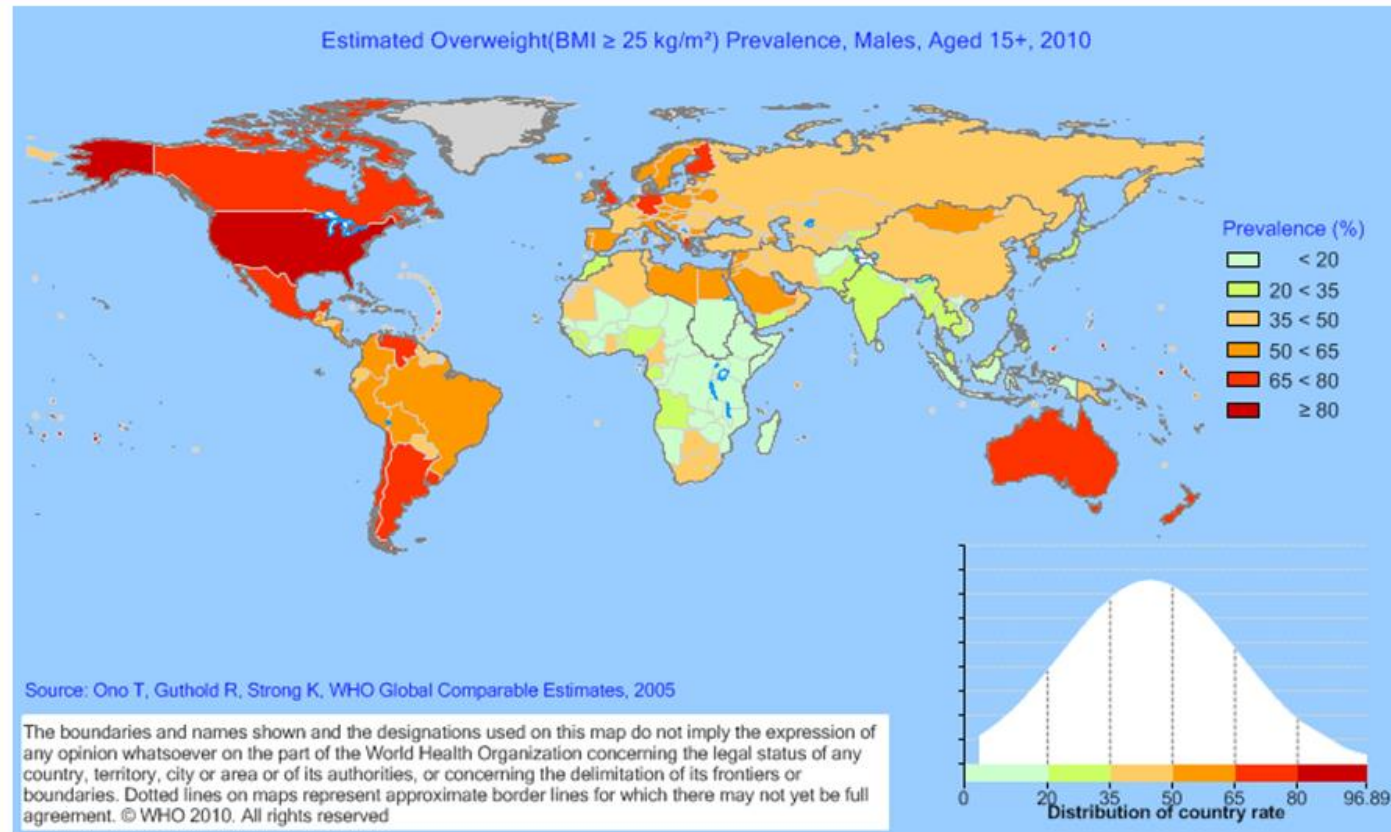 Estimated Overweight(BMI ≥ 25 kg/m²) Prevalence, Males, Aged 15+, 2010
Prevalence (%)
< 20
20 < 35
35 < 50
50 < 65
65 < 80
≥ 80
Source: Ono T, Guthold R, Strong K, WHO Global Comparable Estimates, 2005
The boundaries and names shown and the designations used on this map do not imply the expression of
any opinion whatsoever on the part of the World Health Organization concerning the legal status of any
country, territory, city or area or of its authorities, or concerning the delimitation of its frontiers or
boundaries. Dotted lines on maps represent approximate border lines for which there may not yet be full
agreement. © WHO 2010. All rights reserved
0 20 35 50 65 80 96.89
Distribution of country rate